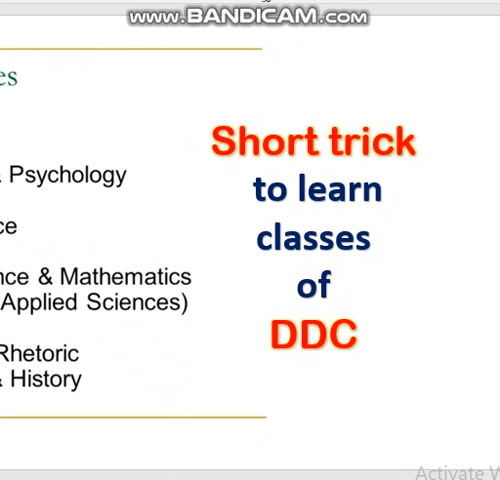 www.BANDICAM.com
es
Psychology
ce
nce & Mathematics
Applied Sciences)
Rhetoric
& History
Short trick
to learn
classes
of
DDC
Activate W